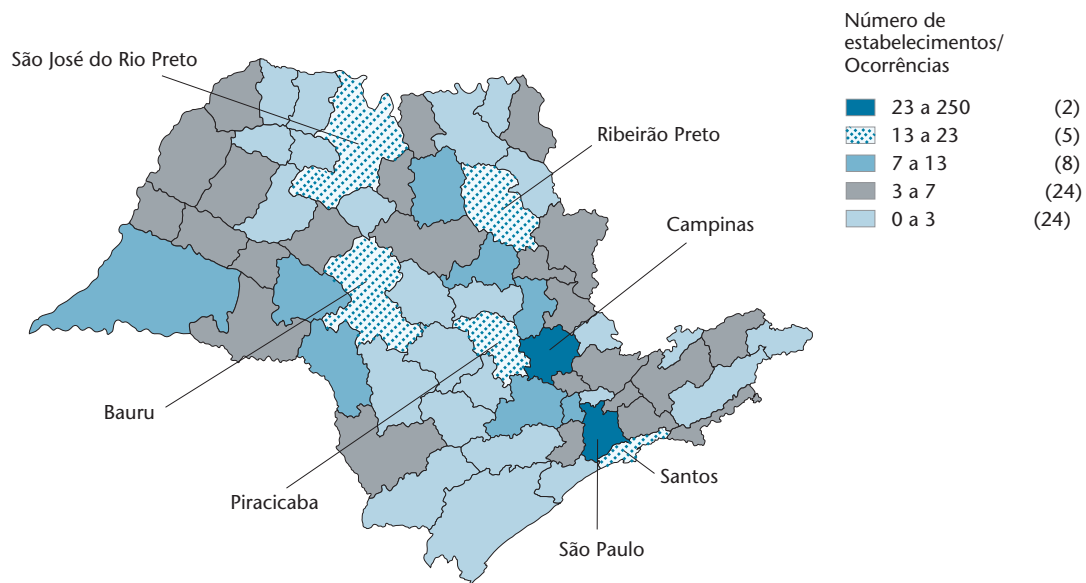 Número de
estabelecimentos/
Ocorrências
23 a 250 (2)
13 a 23 (5)
7 a 13 (8)
3 a 7 (24)
0 a 3 (24)
São José do Rio Preto
Ribeirão Preto
Campinas
Bauru
Piracicaba
Santos
São Paulo